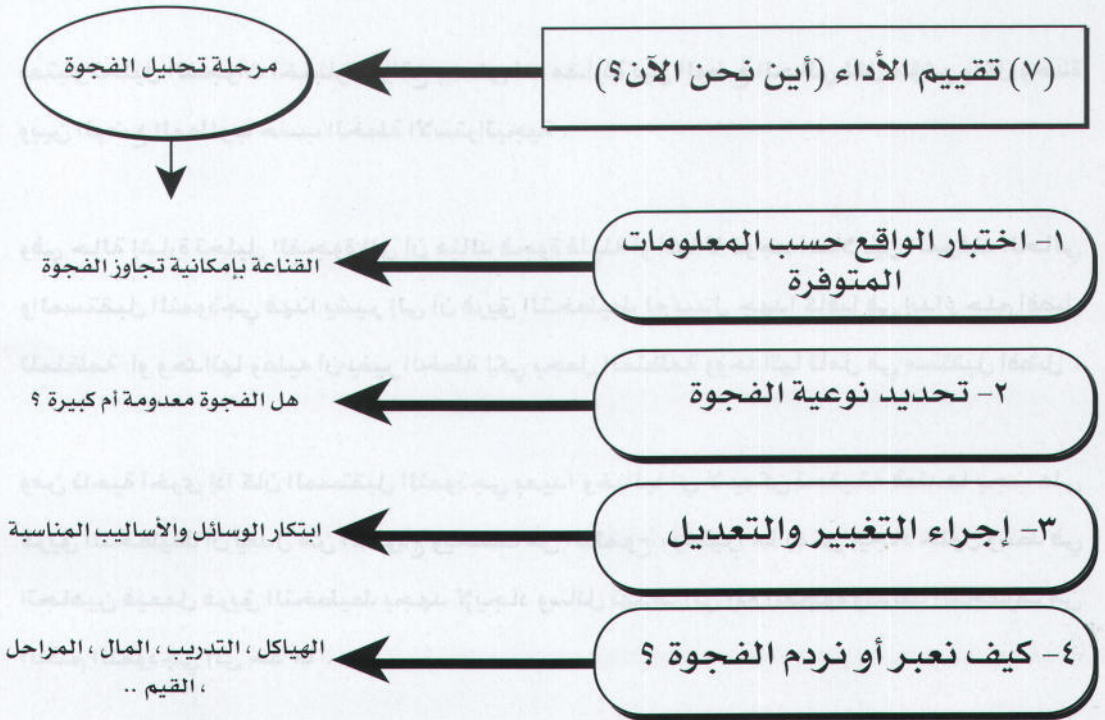 (٧) تقييم الأداء (أين نحن الآن؟)
مرحلة تحليل الفجوة
١- اختبار الواقع حسب المعلومات
المتوفرة
القناعة بإمكانية تجاوز الفجوة
٢- تحديد نوعية الفجوة
هل الفجوة معدومة أم كبيرة ؟
٣- إجراء التغيير والتعديل
إبتكار الوسائل والأساليب المناسبة
٤- كيف نعبر أو نردم الفجوة ؟
الهياكل ، التدريب ، المال ، المراحل
، القيم ..